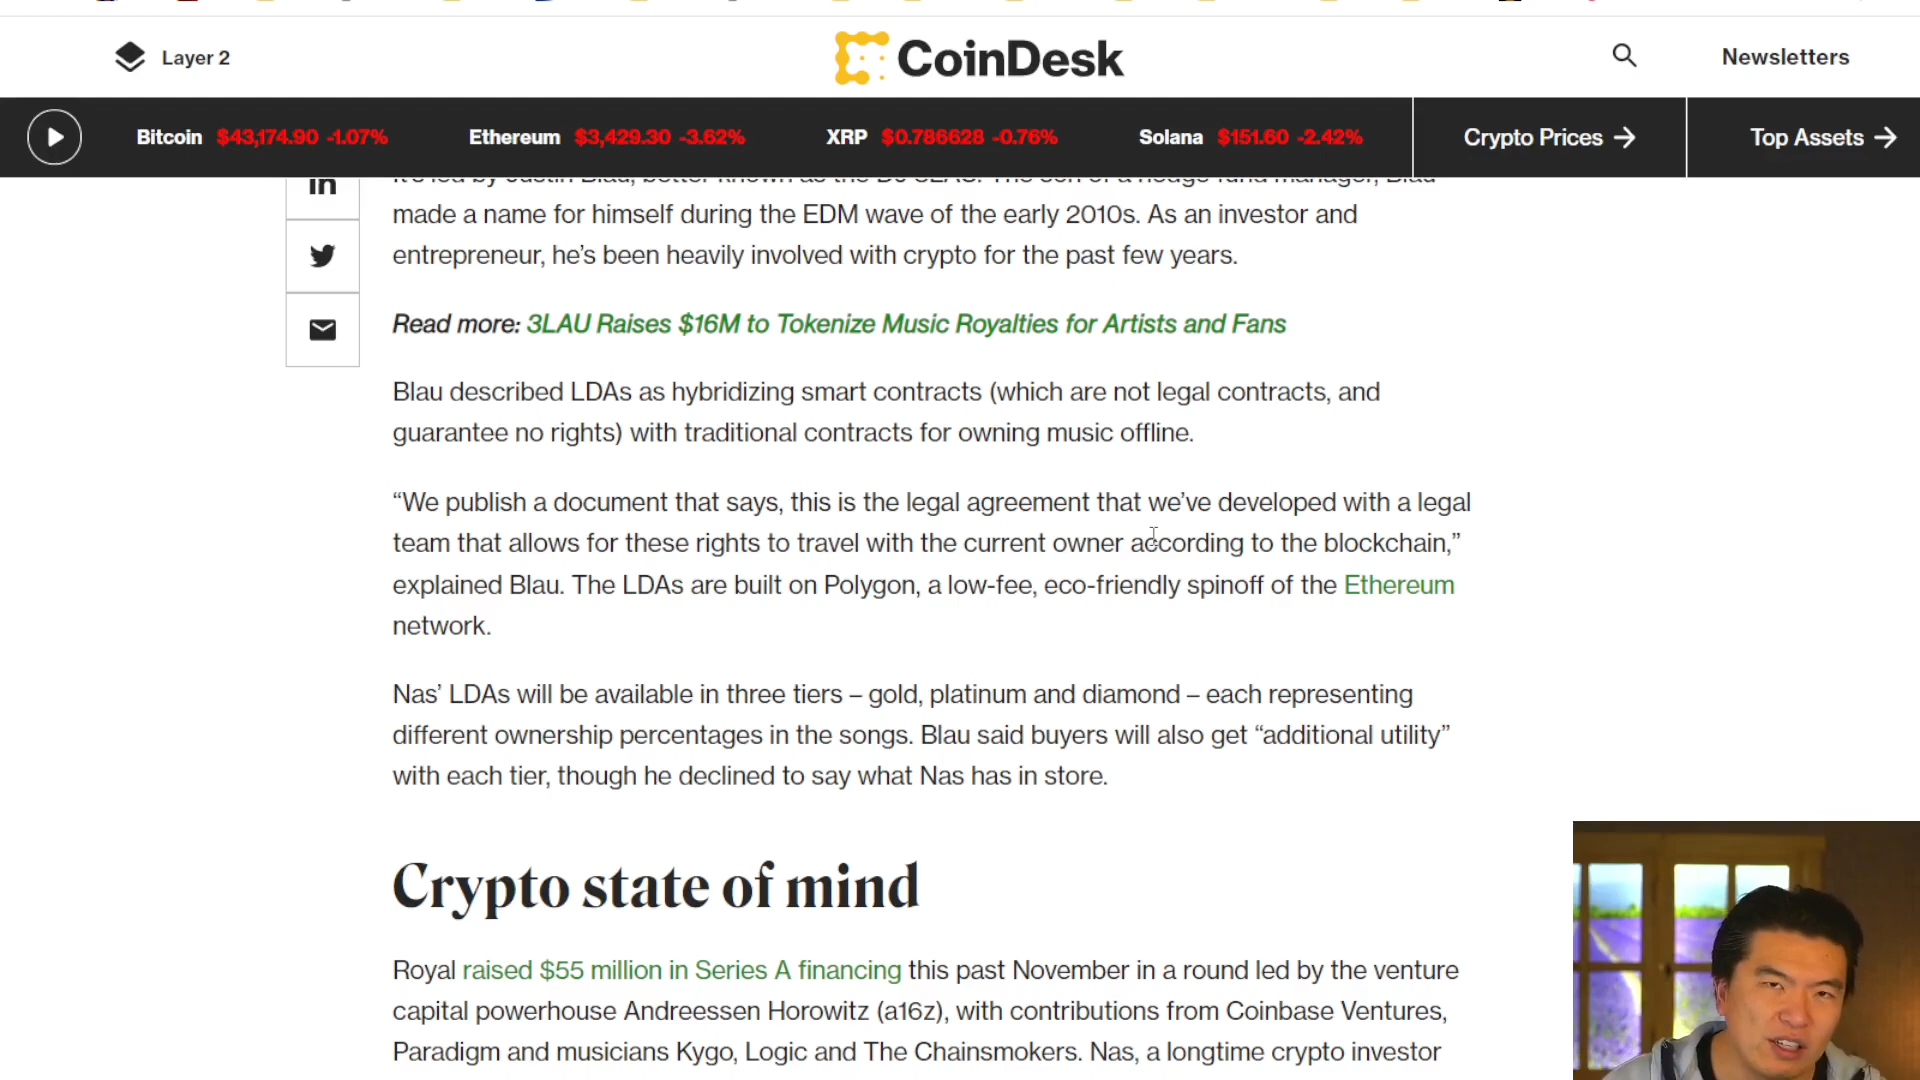 Layer 2
CoinDesk
Newsletters
Bitcoin $43,174.90 -1.07%
Ethereum $3,429.30 -3.62%
XRP $0.786628 -0.76%
Solana $151.60 -2.42%
Crypto Prices →
Top Assets →
in
It's led by Justin Blau, better known as the DJ 3LAU. The son of a hedge fund manager, Blau
made a name for himself during the EDM wave of the early 2010s. As an investor and
entrepreneur, he's been heavily involved with crypto for the past few years.
Read more: 3LAU Raises $16M to Tokenize Music Royalties for Artists and Fans
Blau described LDAs as hybridizing smart contracts (which are not legal contracts, and
guarantee no rights) with traditional contracts for owning music offline.
“We publish a document that says, this is the legal agreement that we’ve developed with a legal
team that allows for these rights to travel with the current owner according to the blockchain,”
explained Blau. The LDAs are built on Polygon, a low-fee, eco-friendly spinoff of the Ethereum
network.
Nas’ LDAs will be available in three tiers – gold, platinum and diamond – each representing
different ownership percentages in the songs. Blau said buyers will also get “additional utility”
with each tier, though he declined to say what Nas has in store.
Crypto state of mind
Royal raised $55 million in Series A financing this past November in a round led by the venture
capital powerhouse Andreessen Horowitz (a16z), with contributions from Coinbase Ventures,
Paradigm and musicians Kygo, Logic and The Chainsmokers. Nas, a longtime crypto investor